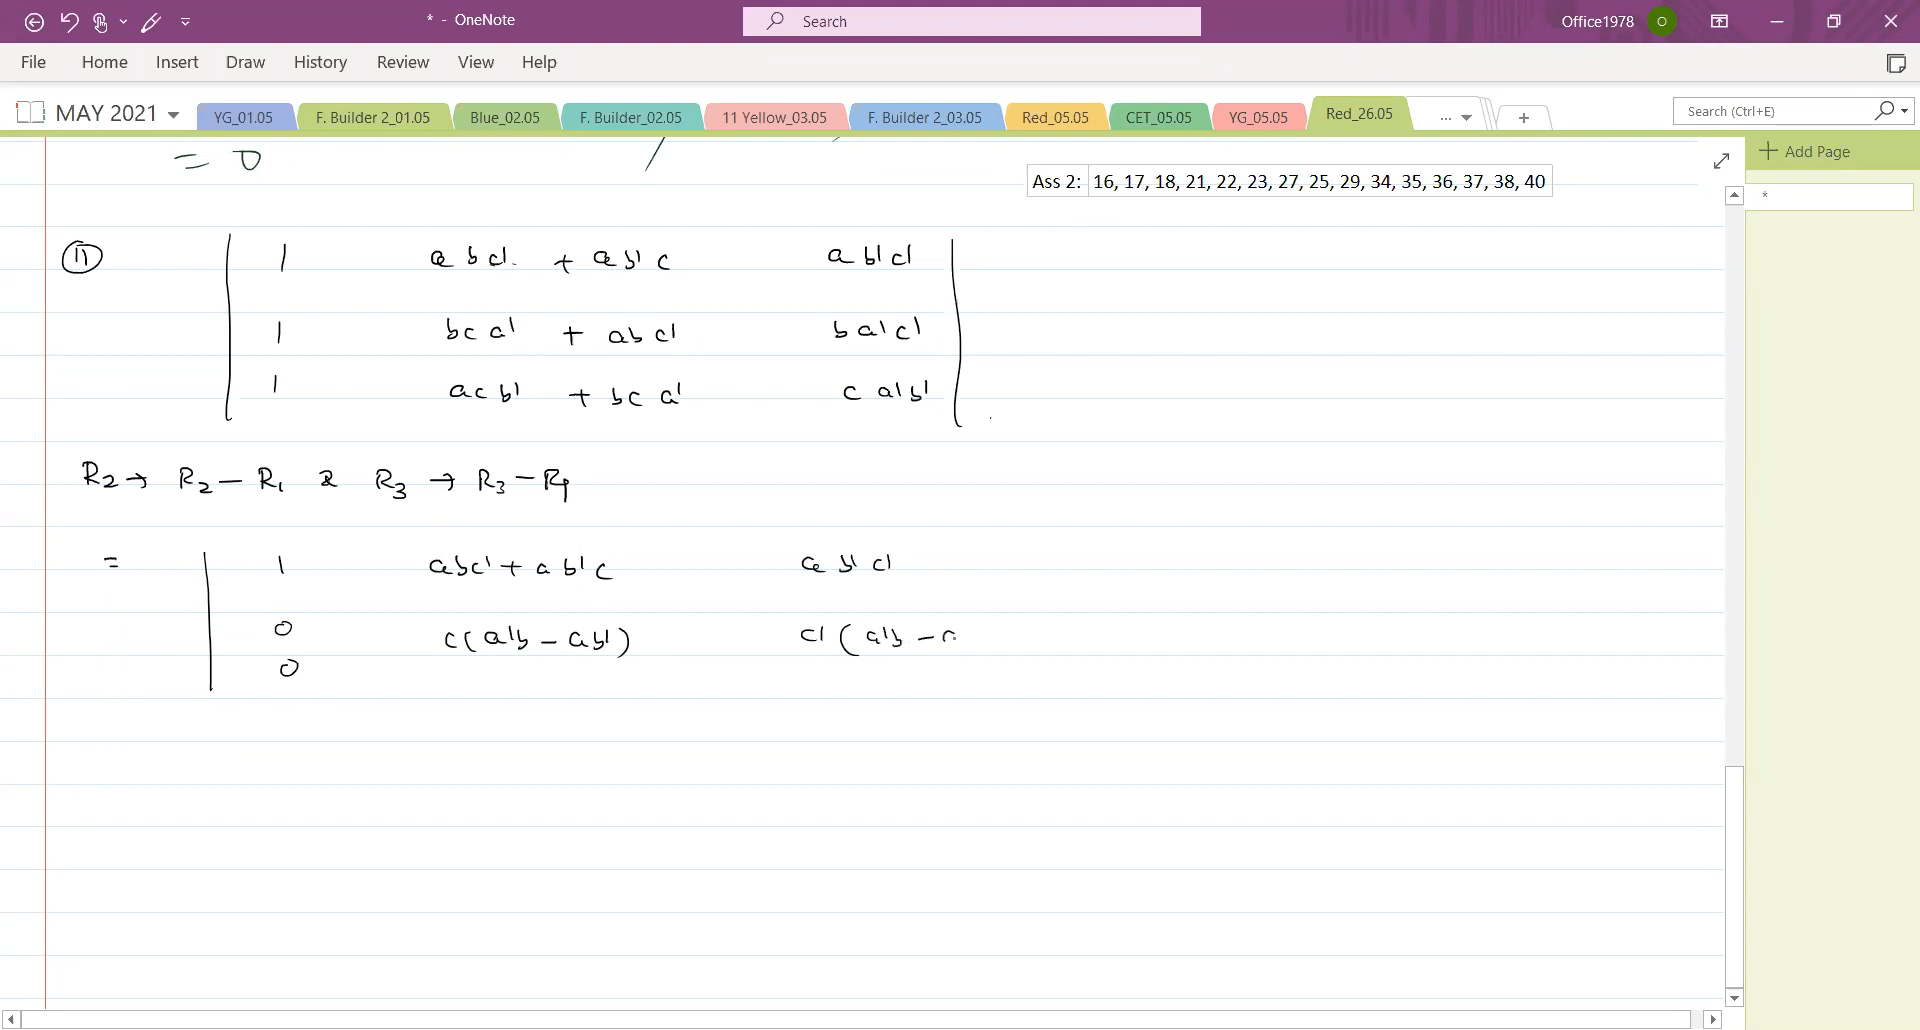 * - OneNote
Search
Office1978
O
File Home Insert Draw History Review View Help
MAY 2021
YG_01.05 F. Builder 2_01.05 Blue_02.05 F. Builder_02.05 11 Yellow_03.05 F. Builder 2_03.05 Red_05.05 CET_05.05 YG_05.05 Red_26.05 ... +
Search (Ctrl+E)
Add Page
*
= 0
Ass 2: 16, 17, 18, 21, 22, 23, 27, 25, 29, 34, 35, 36, 37, 38, 40
11 | 1 abc' + ab'c ab'c' |
1 bca' + abc' ba'c'
1 acb' + bca' ca'b'
R2 → R2 - R1 & R3 → R3 - R1
= | 1 abc' + ab'c ab'c'
0 c(a'b - ab') c'(a'b -
0